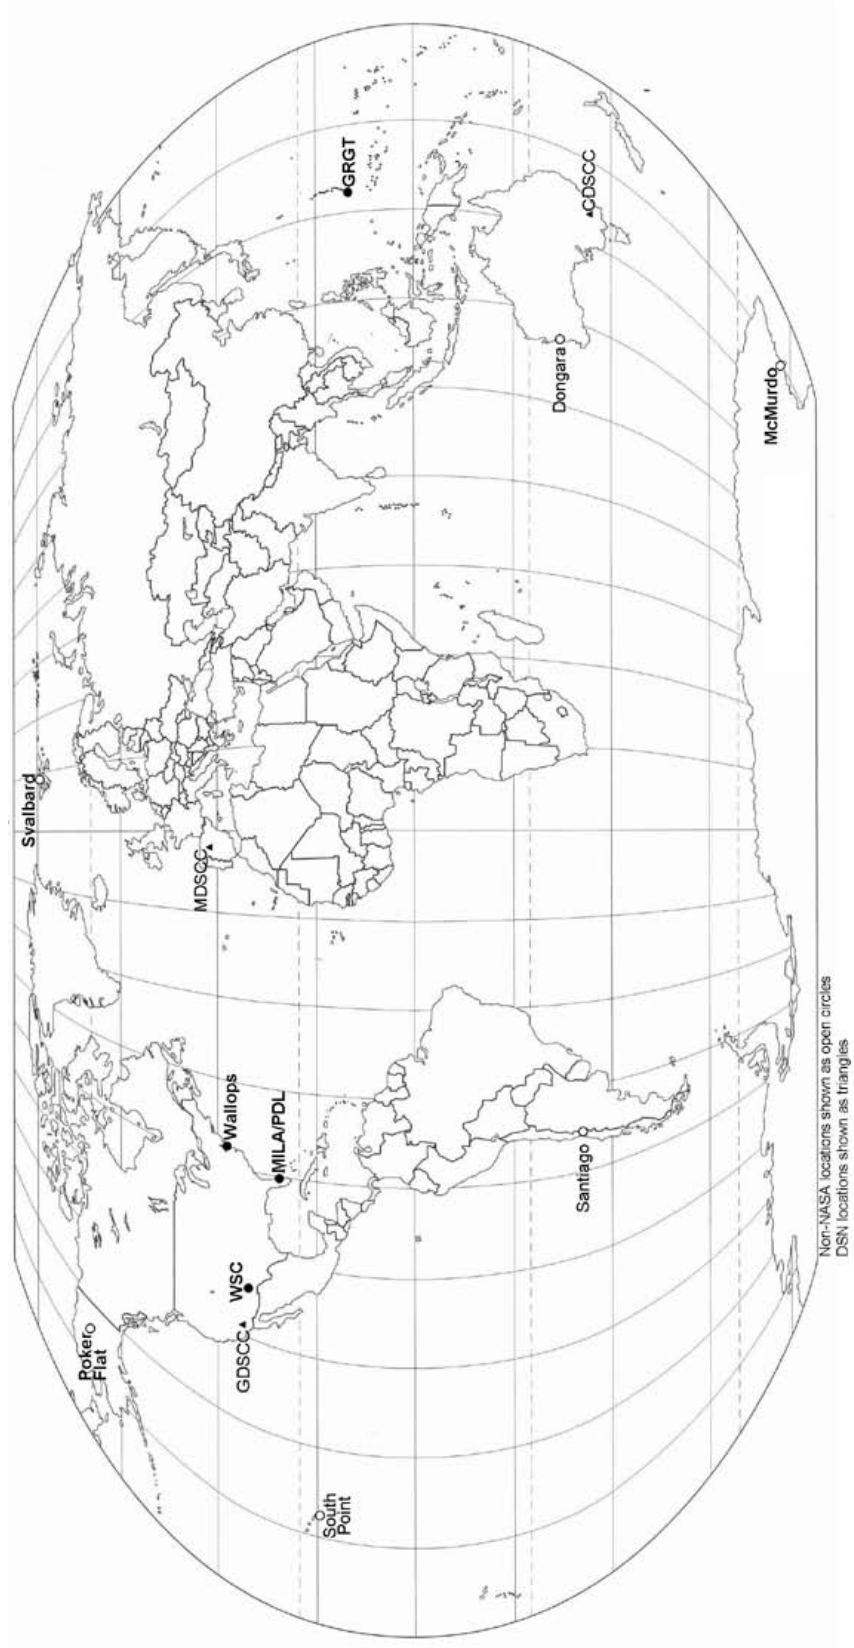 Svalbard
Poker
Flat
MDSCC
Wallops
MILA/PDL
WSC
GDSCC
South
Point
GRGT
Santiago
Dongara
CDSCC
McMurdo
Non-NASA locations shown as open circles
DSN locations shown as triangles